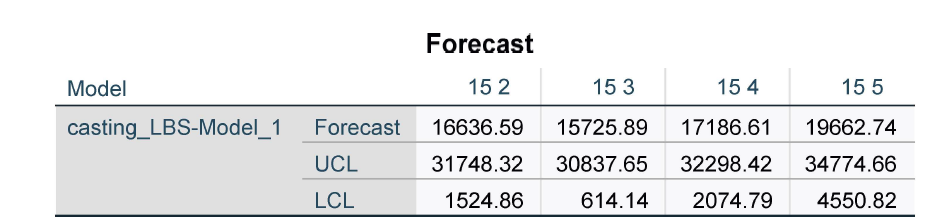 Forecast
Model 15 2 15 3 15 4 15 5
casting_LBS-Model_1 Forecast 16636.59 15725.89 17186.61 19662.74
UCL 31748.32 30837.65 32298.42 34774.66
LCL 1524.86 614.14 2074.79 4550.82